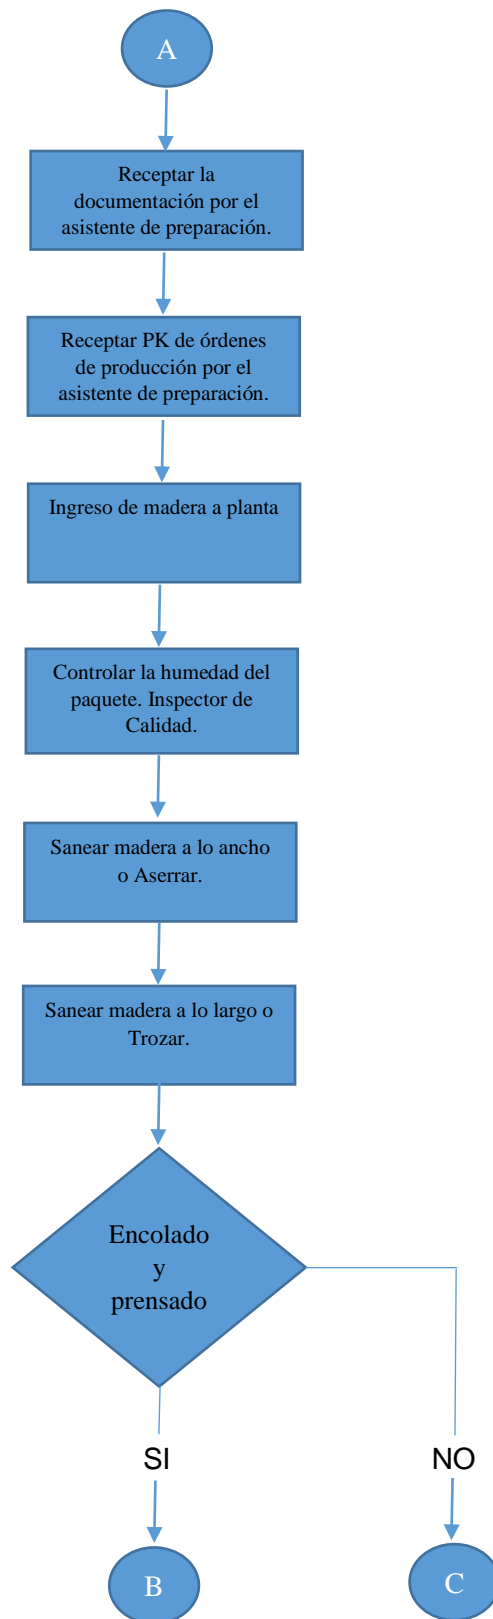 A
Receptar la
documentación por el
asistente de preparación.
Receptar PK de órdenes
de producción por el
asistente de preparación.
Ingreso de madera a planta
Controlar la humedad del
paquete. Inspector de
Calidad.
Sanear madera a lo ancho
o Aserrar.
Sanear madera a lo largo o
Trozar.
Encolado
y
prensado
SI
NO
B
C